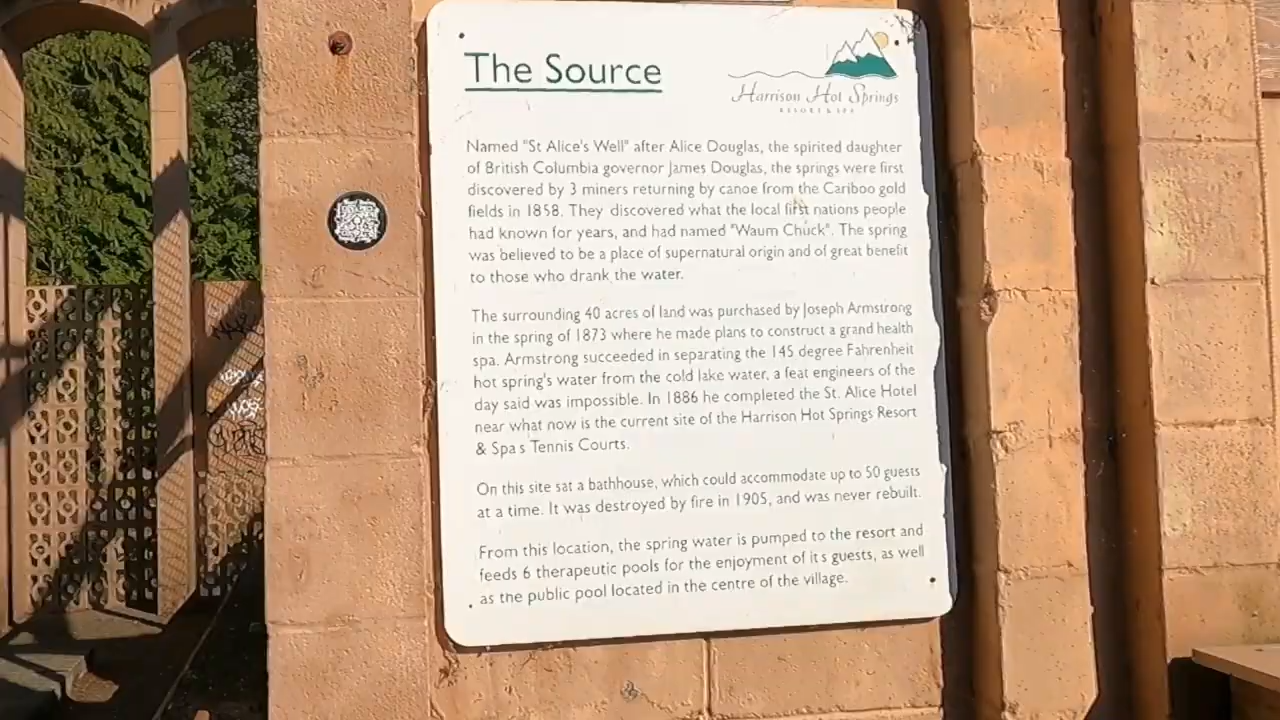 The Source
Harrison Hot Springs
RESORT & SPA
Named "St Alice's Well" after Alice Douglas, the spirited daughter
of British Columbia governor James Douglas, the springs were first
discovered by 3 miners returning by canoe from the Cariboo gold
fields in 1858. They discovered what the local first nations people
had known for years, and had named "Waum Chuck". The spring
was believed to be a place of supernatural origin and of great benefit
to those who drank the water.
The surrounding 40 acres of land was purchased by Joseph Armstrong
in the spring of 1873 where he made plans to construct a grand health
spa. Armstrong succeeded in separating the 145 degree Fahrenheit
hot spring's water from the cold lake water, a feat engineers of the
day said was impossible. In 1886 he completed the St. Alice Hotel
near what now is the current site of the Harrison Hot Springs Resort
& Spa s Tennis Courts.
On this site sat a bathhouse, which could accommodate up to 50 guests
at a time. It was destroyed by fire in 1905, and was never rebuilt.
From this location, the spring water is pumped to the resort and
feeds 6 therapeutic pools for the enjoyment of it's guests, as well
as the public pool located in the centre of the village.